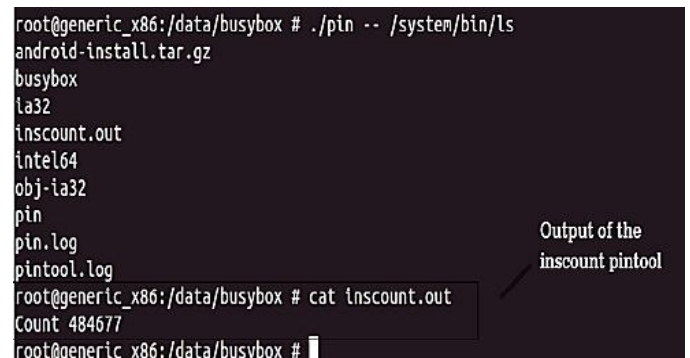 root@generic_x86:/data/busybox # ./pin -- /system/bin/ls
android-install.tar.gz
busybox
ia32
inscount.out
intel64
obj-ia32
pin
pin.log
pintool.log
root@generic_x86:/data/busybox # cat inscount.out
Count 484677
root@generic_x86:/data/busybox #
Output of the
inscount pintool